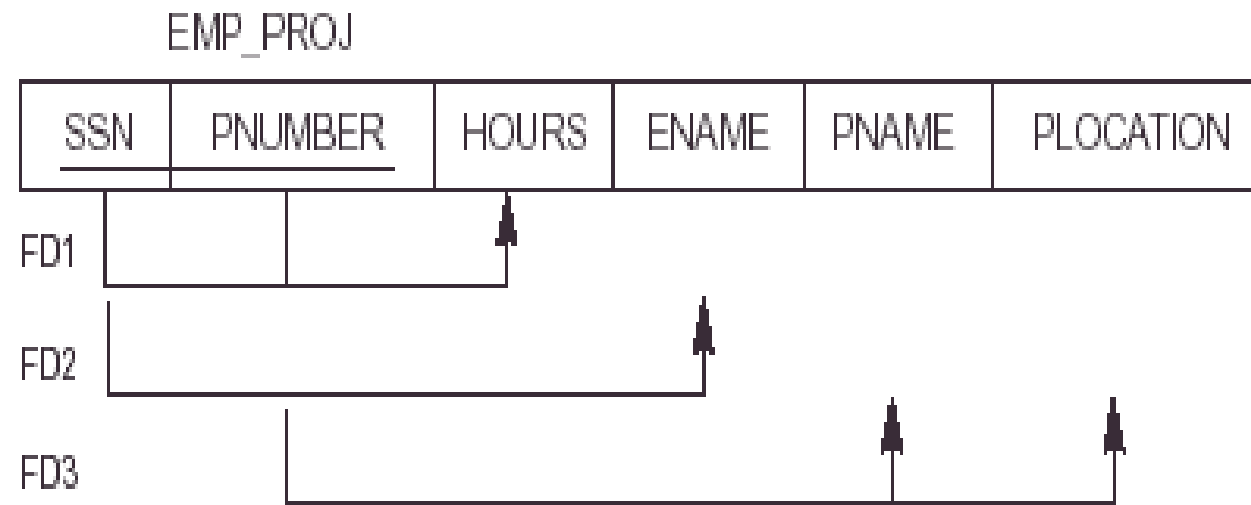 EMP_PROJ
SSN PNUMBER HOURS ENAME PNAME PLOCATION
FD1
FD2
FD3